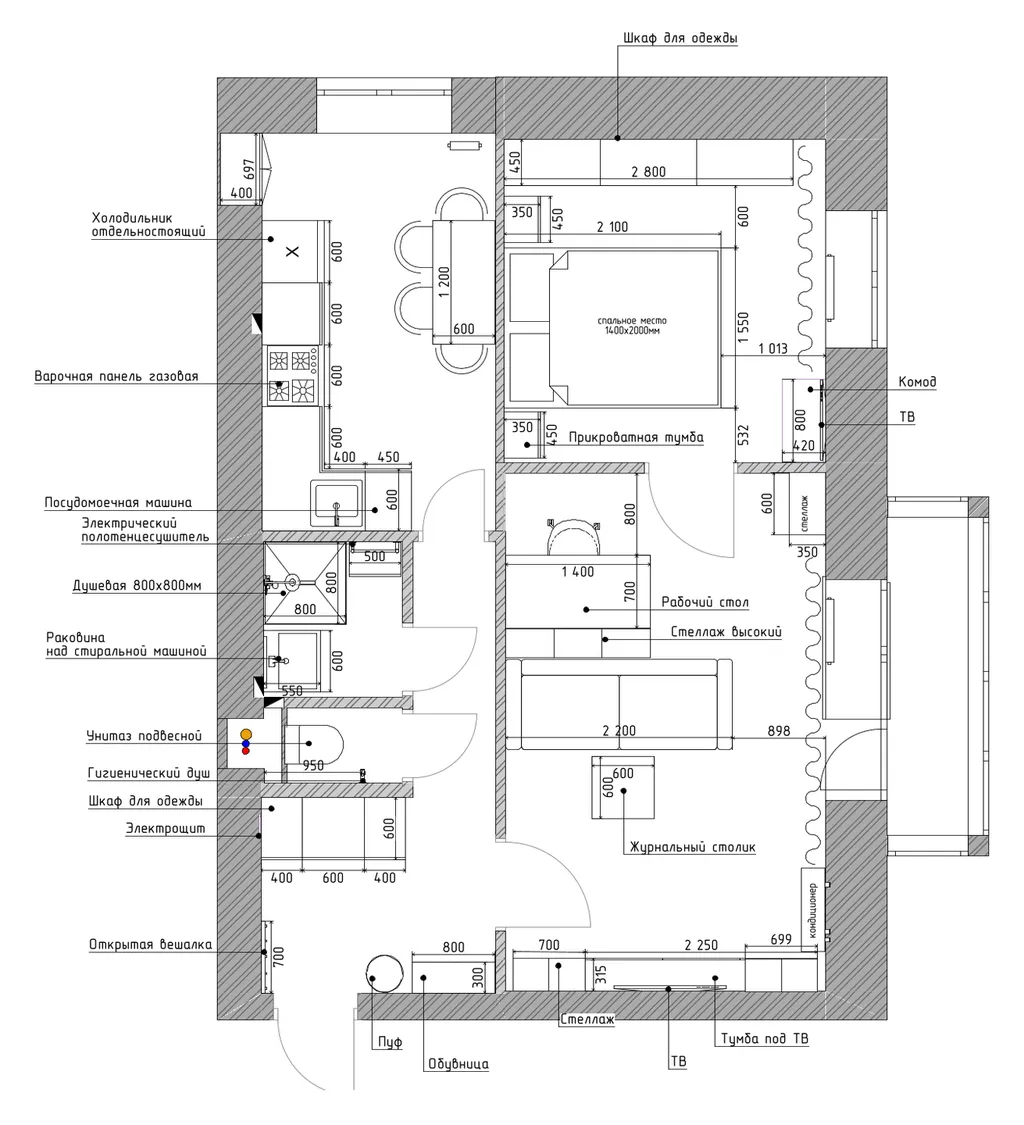 Шкаф для одежды
697
400
450
2 800
Холодильник
отдельностоящий
X
600
350
450
2 100
600
1 200
600
600
спальное место
1400х2000мм
1 550
1 013
Варочная панель газовая
600
Комод
ТВ
800
420
600
400
450
350
450
Прикроватная тумба
532
Посудомоечная машина
600
800
600
стеллаж
350
Электрический
полотенцесушитель
500
Душевая 800х800мм
800
800
1 400
700
Рабочий стол
Стеллаж высокий
Раковина
над стиральной машиной
600
550
Унитаз подвесной
950
2 200
898
Гигиенический душ
600
600
Шкаф для одежды
Электрощит
600
400
600
400
Журнальный столик
кондиционер
Открытая вешалка
700
800
300
700
2 250
699
315
Стеллаж
Пуф
Обувница
ТВ
Тумба под ТВ